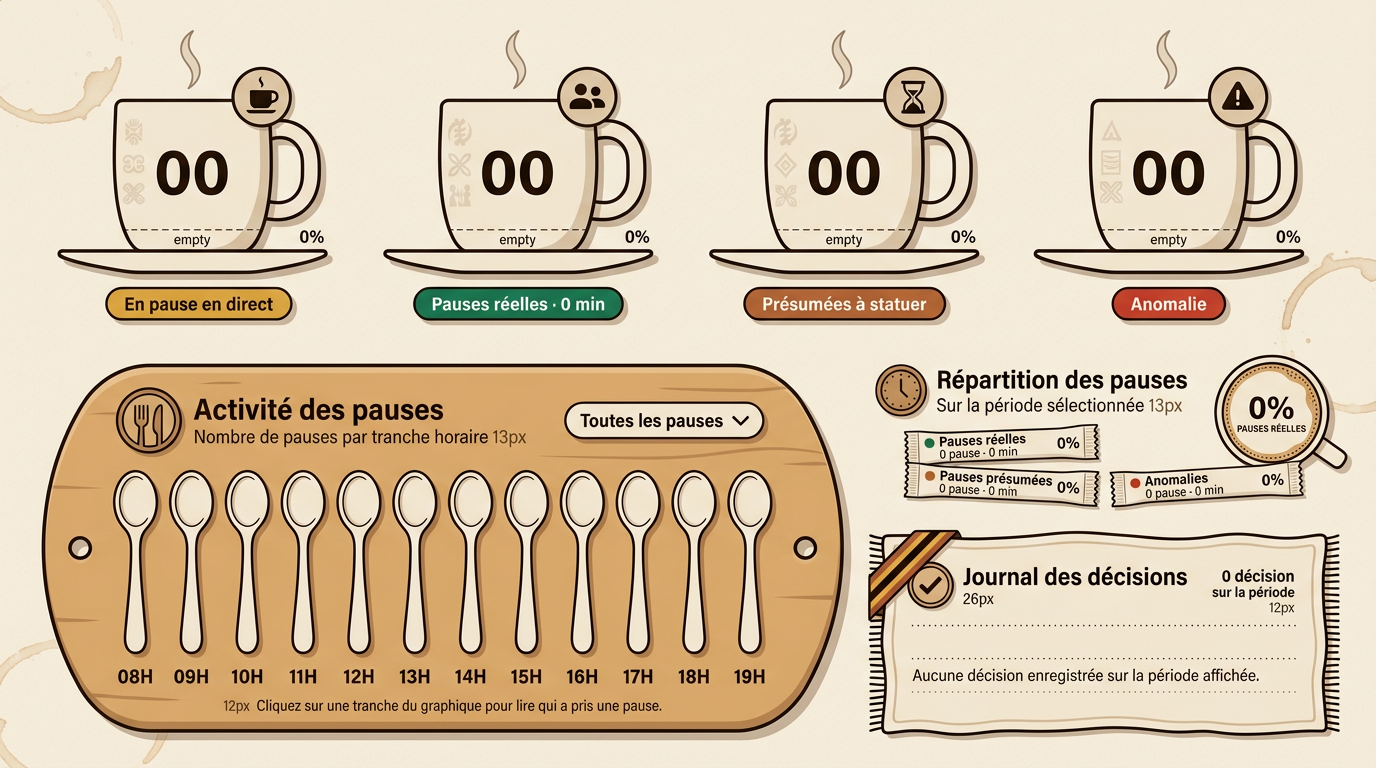 00
empty
0%
En pause en direct
00
empty
0%
Pauses réelles · 0 min
00
empty
0%
Présumées à statuer
00
empty
0%
Anomalie
Activité des pauses
Nombre de pauses par tranche horaire 13px
Toutes les pauses
08H 09H 10H 11H 12H 13H 14H 15H 16H 17H 18H 19H
12px Cliquez sur une tranche du graphique pour lire qui a pris une pause.
Répartition des pauses
Sur la période sélectionnée 13px
0%
PAUSES RÉELLES
Pauses réelles 0%
0 pause · 0 min
Pauses présumées 0%
0 pause · 0 min
Anomalies 0%
0 pause · 0 min
Journal des décisions
26px
0 décision
sur la période
12px
Aucune décision enregistrée sur la période affichée.